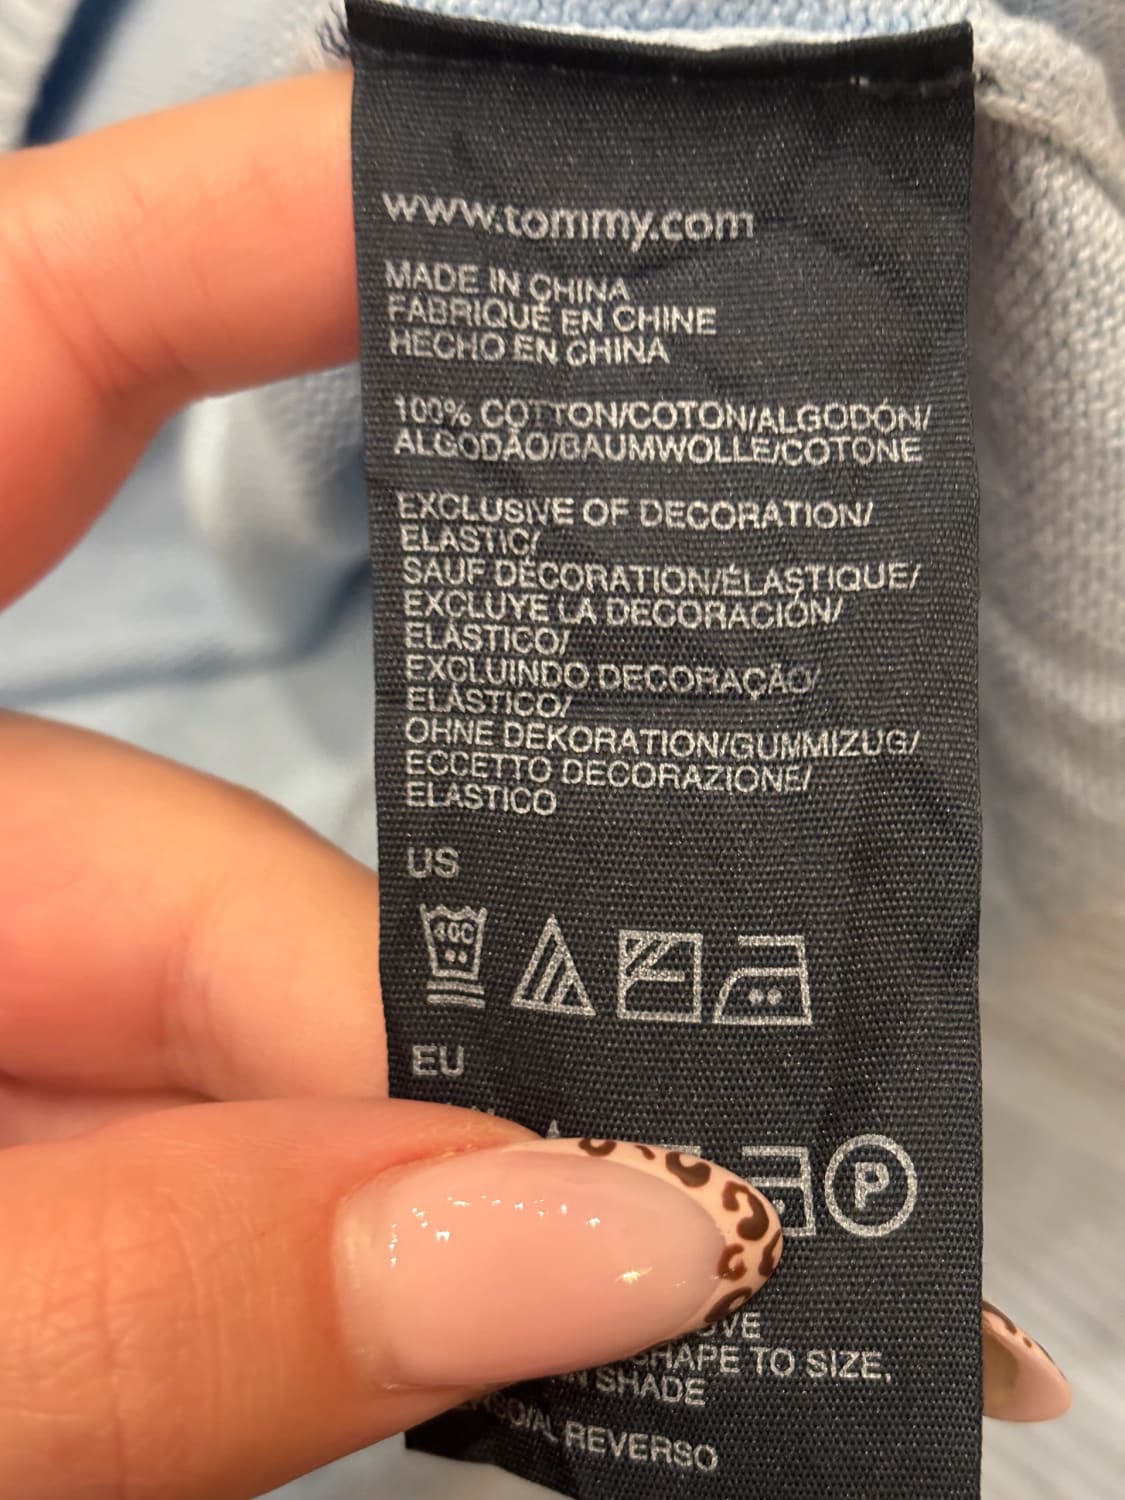 www.tommy.com
MADE IN CHINA
FABRIQUÉ EN CHINE
HECHO EN CHINA
100% COTTON/COTON/ALGODÓN/
ALGODÃO/BAUMWOLLE/COTONE
EXCLUSIVE OF DECORATION/
ELASTIC/
SAUF DÉCORATION/ÉLASTIQUE/
EXCLUYE LA DECORACIÓN/
ELÁSTICO/
EXCLUINDO DECORAÇÃO/
ELÁSTICO/
OHNE DEKORATION/GUMMIZUG/
ECCETTO DECORAZIONE/
ELASTICO
US
40C
EU
P
SHAPE TO SIZE,
SHADE
REVERSO